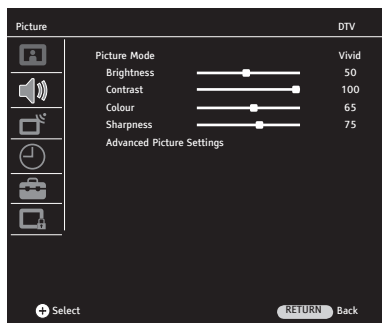 Picture DTV
Picture Mode Vivid
Brightness 50
Contrast 100
Colour 65
Sharpness 75
Advanced Picture Settings
Select RETURN Back